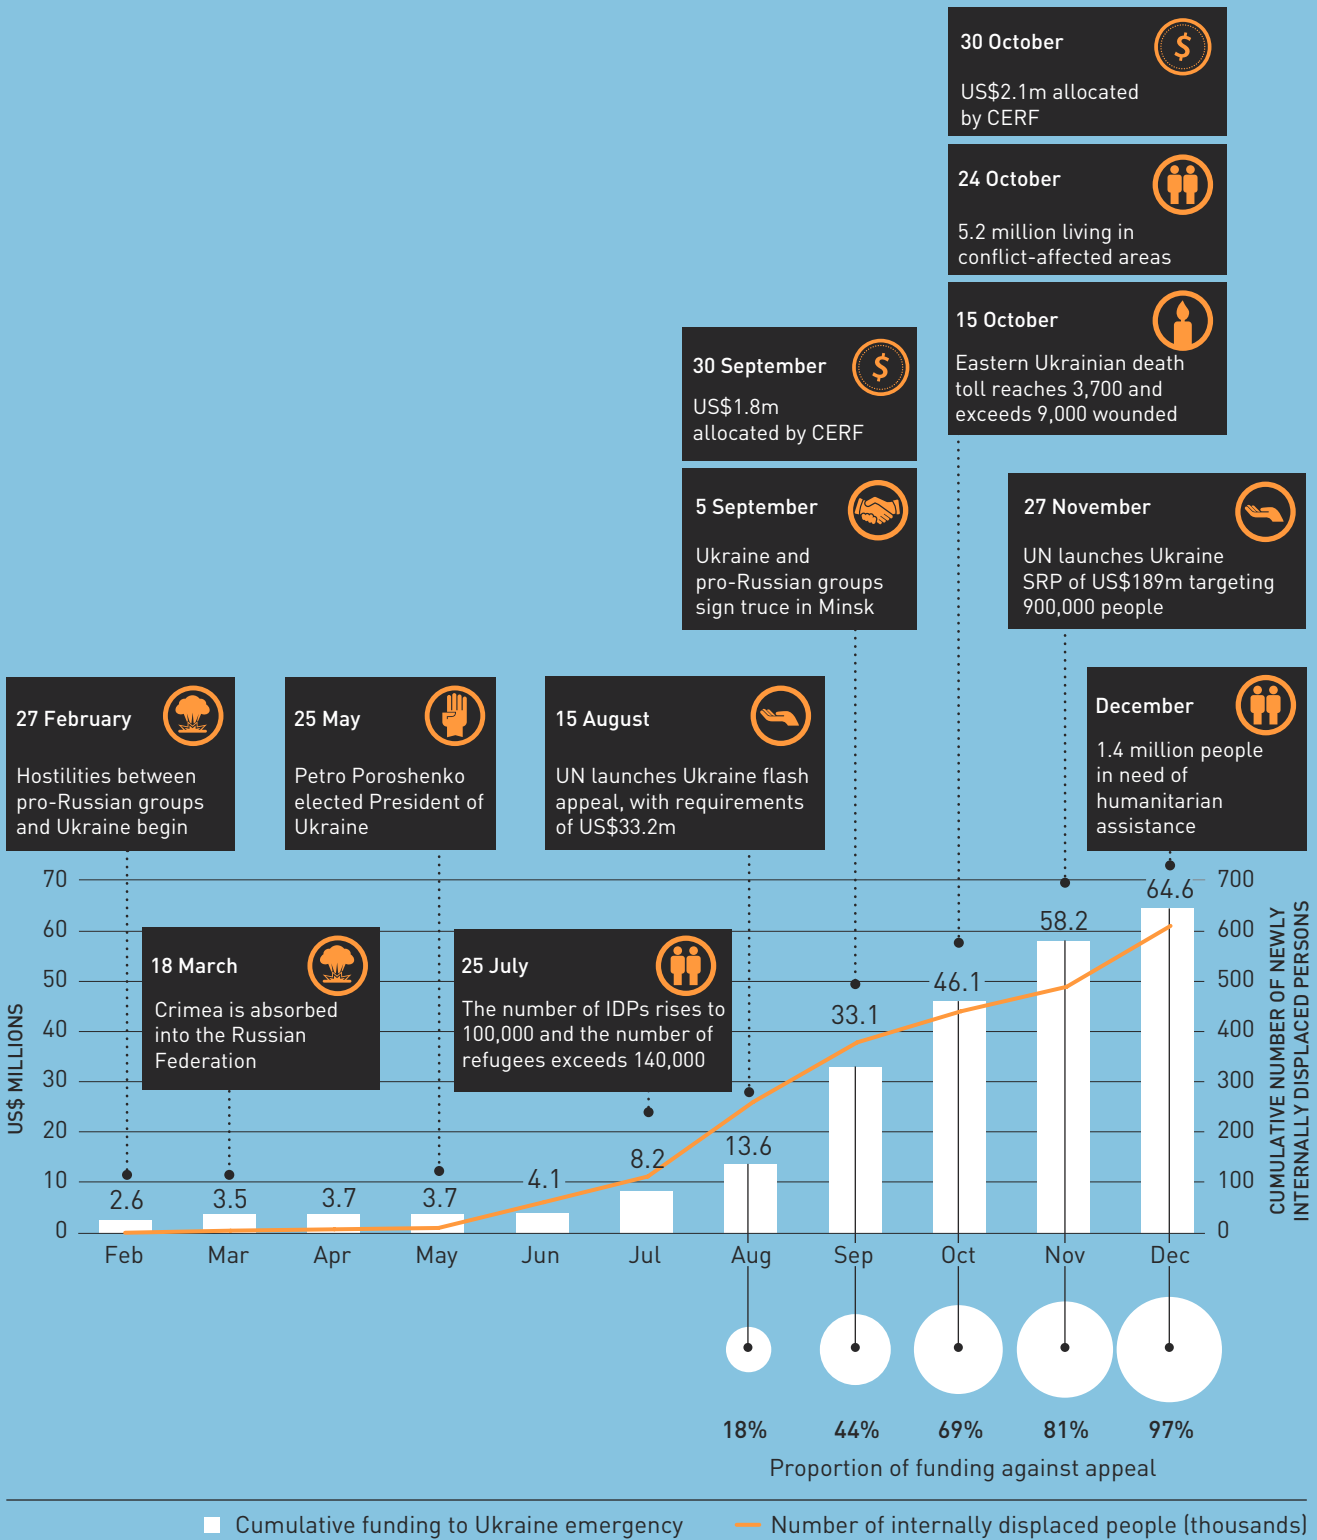 30 October
US$2.1m allocated
by CERF
24 October
5.2 million living in
conflict-affected areas
15 October
Eastern Ukrainian death
toll reaches 3,700 and
exceeds 9,000 wounded
30 September
US$1.8m
allocated by CERF
5 September
Ukraine and
pro-Russian groups
sign truce in Minsk
27 November
UN launches Ukraine
SRP of US$189m targeting
900,000 people
27 February
Hostilities between
pro-Russian groups
and Ukraine begin
25 May
Petro Poroshenko
elected President of
Ukraine
15 August
UN launches Ukraine flash
appeal, with requirements
of US$33.2m
December
1.4 million people
in need of
humanitarian
assistance
18 March
Crimea is absorbed
into the Russian
Federation
25 July
The number of IDPs rises to
100,000 and the number of
refugees exceeds 140,000
US$ MILLIONS
70
60
50
40
30
20
10
0
2.6
3.5
3.7
3.7
4.1
8.2
13.6
33.1
46.1
58.2
64.6
700
600
500
400
300
200
100
0
CUMULATIVE NUMBER OF NEWLY
INTERNALLY DISPLACED PERSONS
Feb Mar Apr May Jun Jul Aug Sep Oct Nov Dec
18% 44% 69% 81% 97%
Proportion of funding against appeal
Cumulative funding to Ukraine emergency
Number of internally displaced people (thousands)